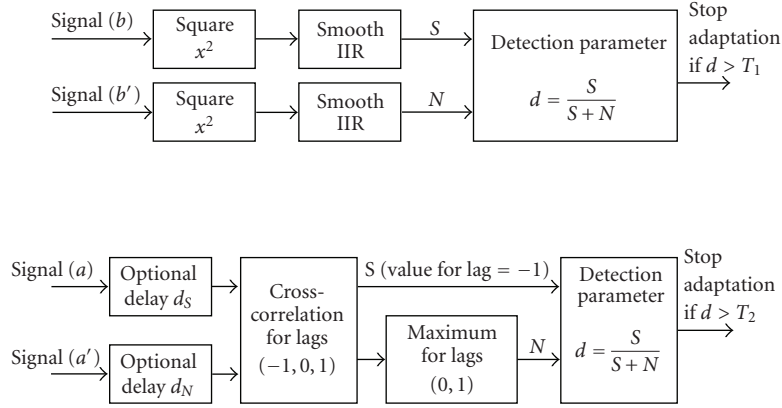 Signal (b)
Square
x²
Smooth
IIR
S
Signal (b′)
Square
x²
Smooth
IIR
N
Detection parameter
d = S / (S + N)
Stop
adaptation
if d > T₁
Signal (a)
Optional
delay d_S
Signal (a′)
Optional
delay d_N
Cross-
correlation
for lags
(−1, 0, 1)
S (value for lag = −1)
Maximum
for lags
(0, 1)
N
Detection
parameter
d = S / (S + N)
Stop
adaptation
if d > T₂